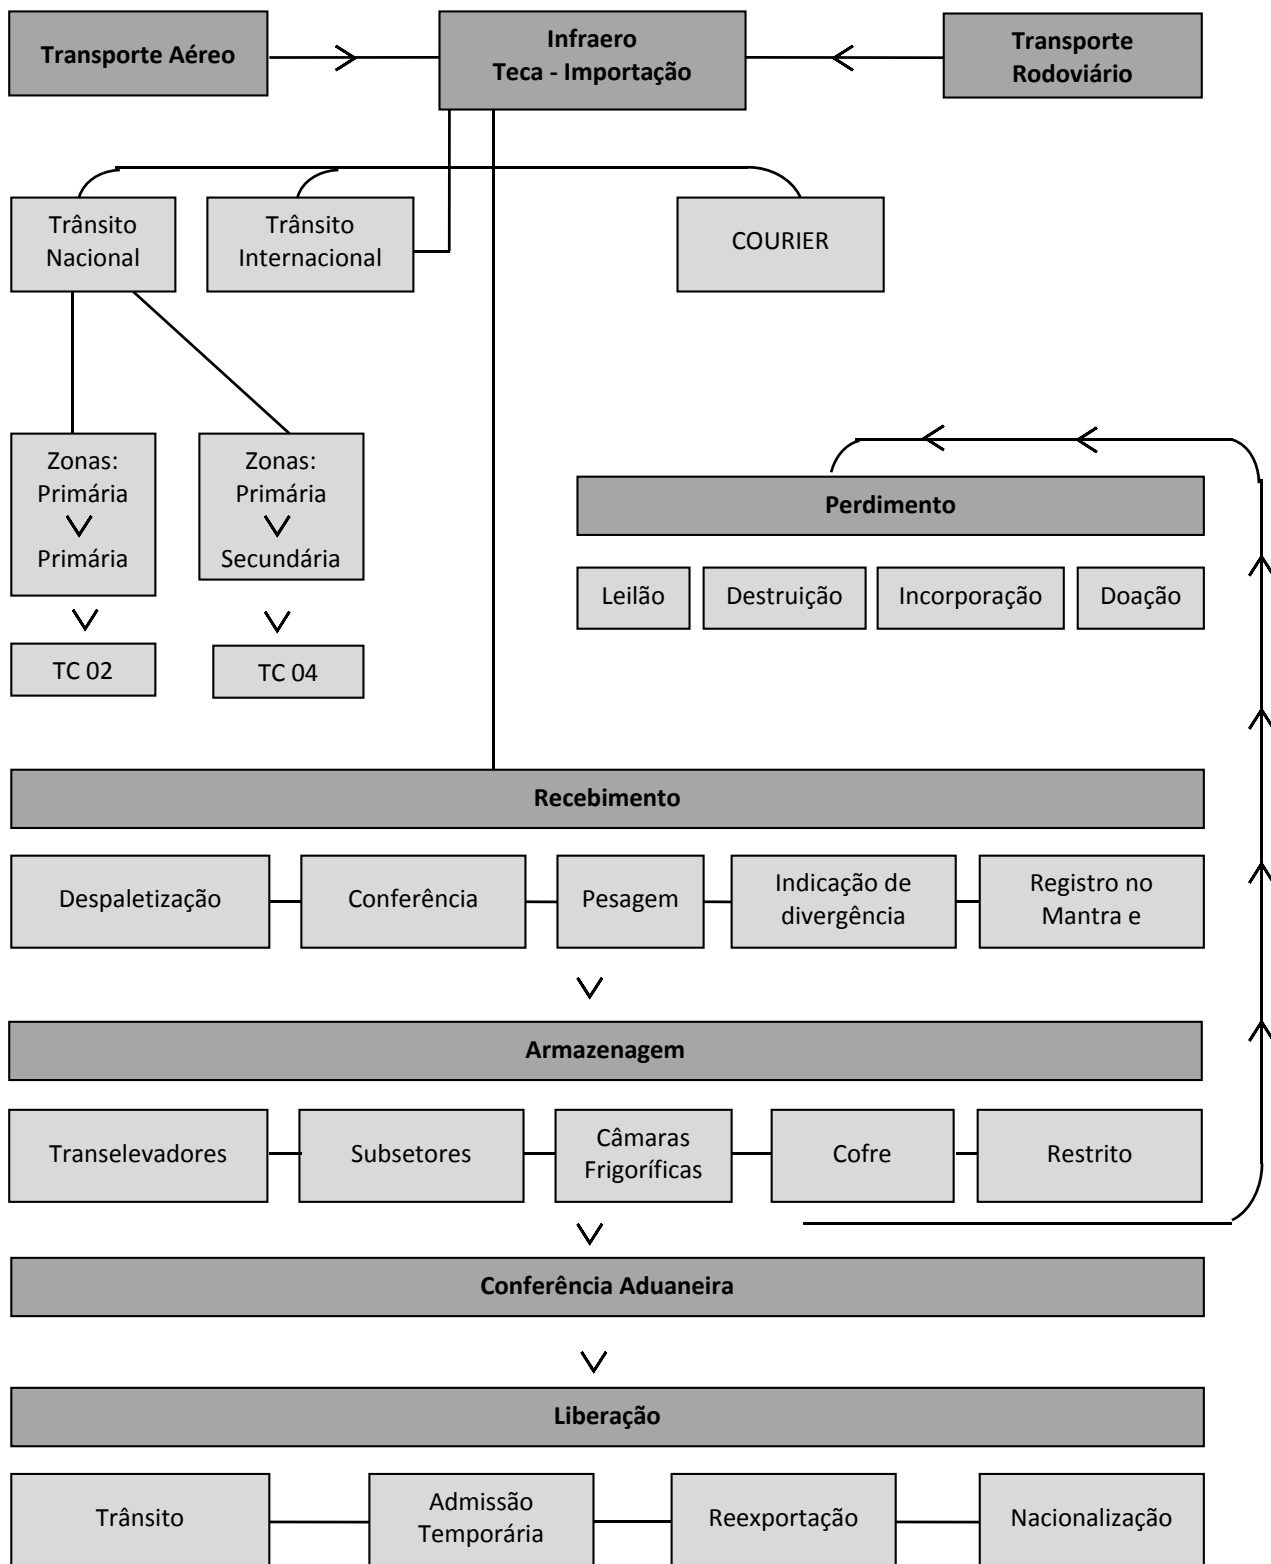 Transporte Aéreo
Infraero
Teca - Importação
Transporte
Rodoviário
Trânsito
Nacional
Trânsito
Internacional
COURIER
Zonas:
Primária
Primária
Zonas:
Primária
Secundária
TC 02
TC 04
Perdimento
Leilão
Destruição
Incorporação
Doação
Recebimento
Despaletização
Conferência
Pesagem
Indicação de
divergência
Registro no
Mantra e
Armazenagem
Transelevadores
Subsetores
Câmaras
Frigoríficas
Cofre
Restrito
Conferência Aduaneira
Liberação
Trânsito
Admissão
Temporária
Reexportação
Nacionalização